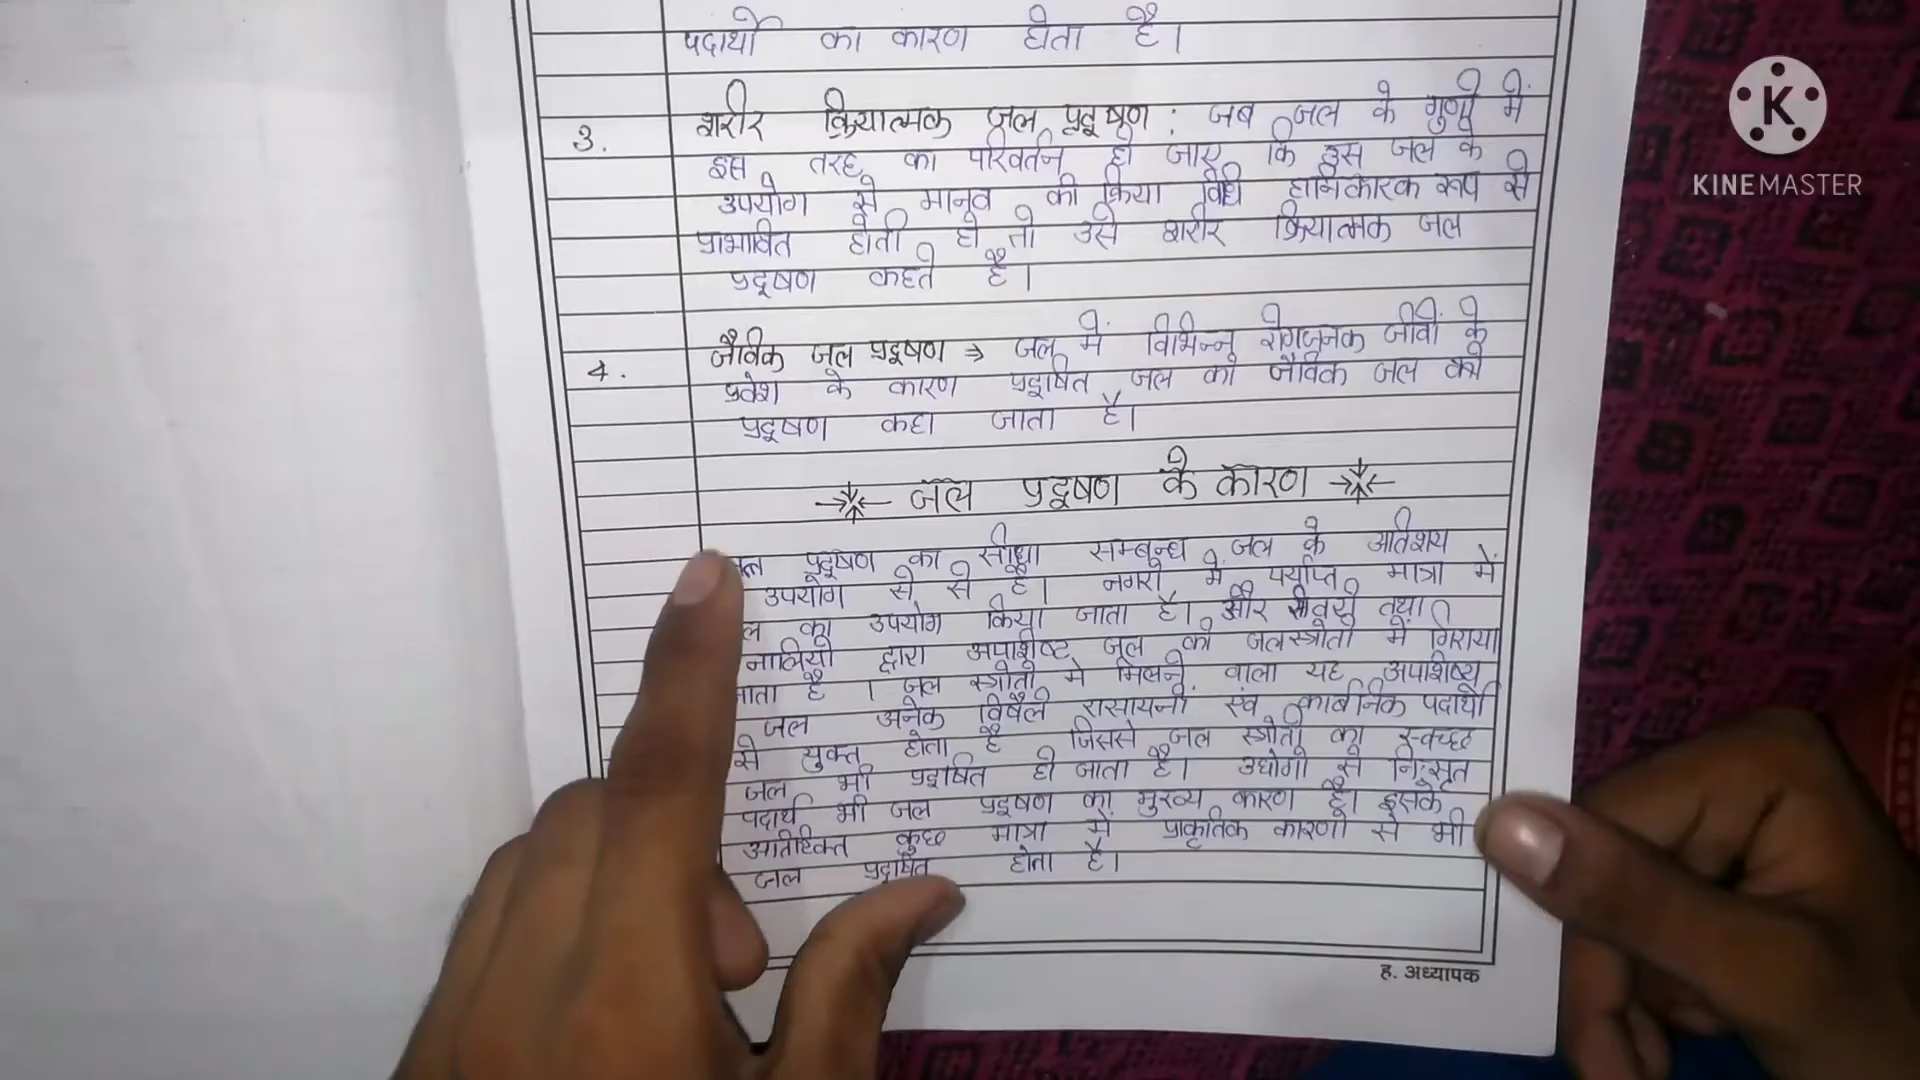 पदार्थो का कारण होता है।
3. शरीर क्रियात्मक जल प्रदूषण : जब जल के गुणो में
इस तरह का परिवर्तन हो जाए कि इस जल के
उपयोग से मानव की क्रिया विधि हानिकारक रूप से
प्रभावित होती हो तो उसे शरीर क्रियात्मक जल
प्रदूषण कहते है।
4. जैविक जल प्रदूषण ⇒ जल में विभिन्न रोगजनक जीवों के
प्रवेश के कारण प्रदूषित जल को जैविक जल
प्रदूषण कहा जाता है।
जल प्रदूषण के कारण
प्रदूषण का सीधा सम्बन्ध जल के अतिशय
उपयोग से से है। नगरो में पर्याप्त मात्रा में
का उपयोग किया जाता है। और सीवरो तथा
नालियो द्वारा अपशिष्ट जल को जलस्त्रोतो में गिराया
है । जल स्त्रोतो मे मिलने वाला यह अपशिष्य
जल अनेक विषैले रासायनो एंव कार्बनिक पदार्थो
से युक्त होता है जिससे जल स्त्रोतो का स्वच्छ
जल भी प्रदूषित हो जाता है। उद्योगो से निःसृत
पदार्थ भी जल प्रदूषण का मुख्य कारण है। इसके
अतिरिक्त कुछ मात्रा में प्राकृतिक कारणो से भी
जल प्रदूषित होता है।
ह. अध्यापक
K
KINEMASTER